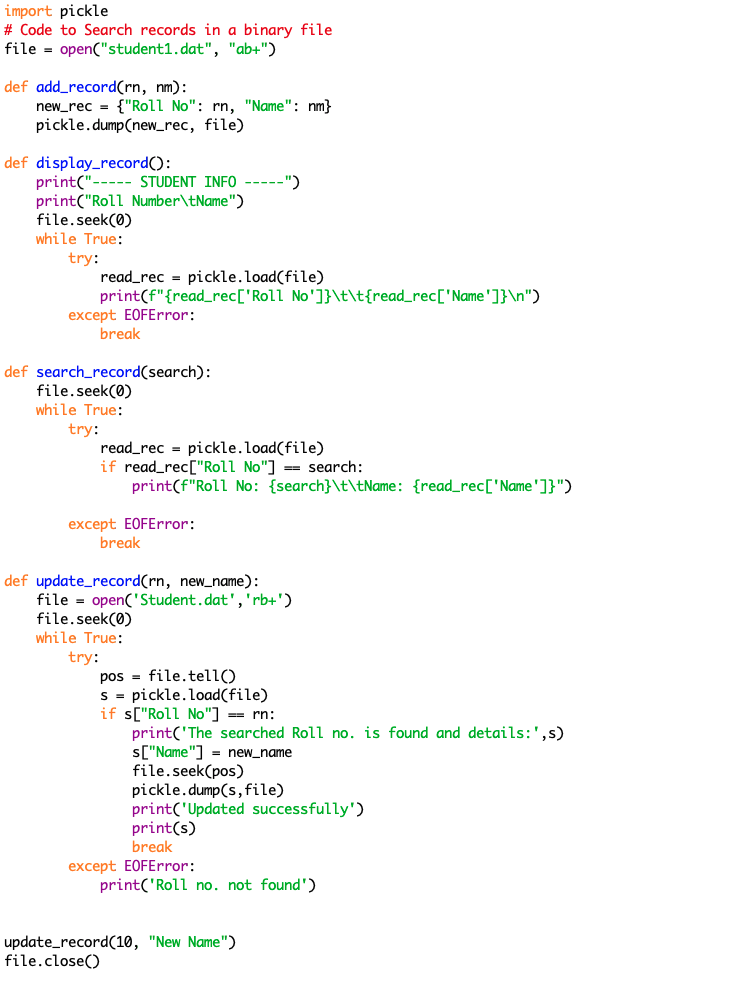 import pickle
# Code to Search records in a binary file
file = open("student1.dat", "ab+")

def add_record(rn, nm):
    new_rec = {"Roll No": rn, "Name": nm}
    pickle.dump(new_rec, file)

def display_record():
    print("----- STUDENT INFO -----")
    print("Roll Number\tName")
    file.seek(0)
    while True:
        try:
            read_rec = pickle.load(file)
            print(f"{read_rec['Roll No']}\t\t{read_rec['Name']}\n")
        except EOFError:
            break

def search_record(search):
    file.seek(0)
    while True:
        try:
            read_rec = pickle.load(file)
            if read_rec["Roll No"] == search:
                print(f"Roll No: {search}\t\tName: {read_rec['Name']}")

        except EOFError:
            break

def update_record(rn, new_name):
    file = open('Student.dat','rb+')
    file.seek(0)
    while True:
        try:
            pos = file.tell()
            s = pickle.load(file)
            if s["Roll No"] == rn:
                print('The searched Roll no. is found and details:',s)
                s["Name"] = new_name
                file.seek(pos)
                pickle.dump(s,file)
                print('Updated successfully')
                print(s)
                break
        except EOFError:
            print('Roll no. not found')


update_record(10, "New Name")
file.close()